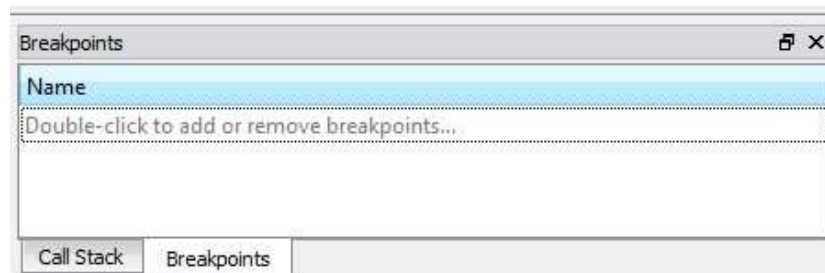 Breakpoints
Name
Double-click to add or remove breakpoints...
Call Stack
Breakpoints